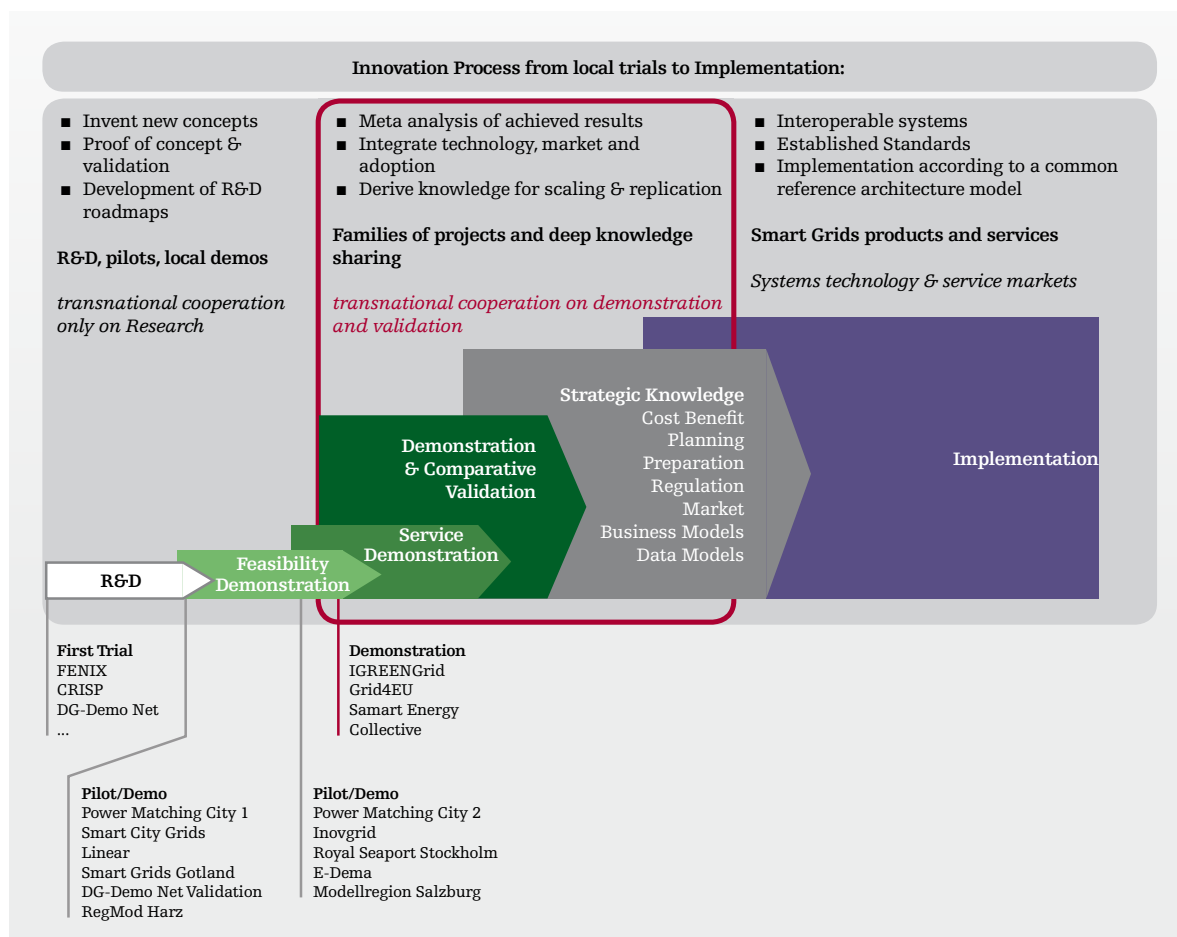 Innovation Process from local trials to Implementation:
■ Invent new concepts
■ Proof of concept &
validation
■ Development of R&D
roadmaps
R&D, pilots, local demos
transnational cooperation
only on Research
■ Meta analysis of achieved results
■ Integrate technology, market and
adoption
■ Derive knowledge for scaling & replication
Families of projects and deep knowledge
sharing
transnational cooperation on demonstration
and validation
■ Interoperable systems
■ Established Standards
■ Implementation according to a common
reference architecture model
Smart Grids products and services
Systems technology & service markets
R&D
Feasibility
Demonstration
Service
Demonstration
Demonstration
& Comparative
Validation
Strategic Knowledge
Cost Benefit
Planning
Preparation
Regulation
Market
Business Models
Data Models
Implementation
First Trial
FENIX
CRISP
DG-Demo Net
...
Demonstration
IGREENGrid
Grid4EU
Samart Energy
Collective
Pilot/Demo
Power Matching City 1
Smart City Grids
Linear
Smart Grids Gotland
DG-Demo Net Validation
RegMod Harz
Pilot/Demo
Power Matching City 2
Inovgrid
Royal Seaport Stockholm
E-Dema
Modellregion Salzburg